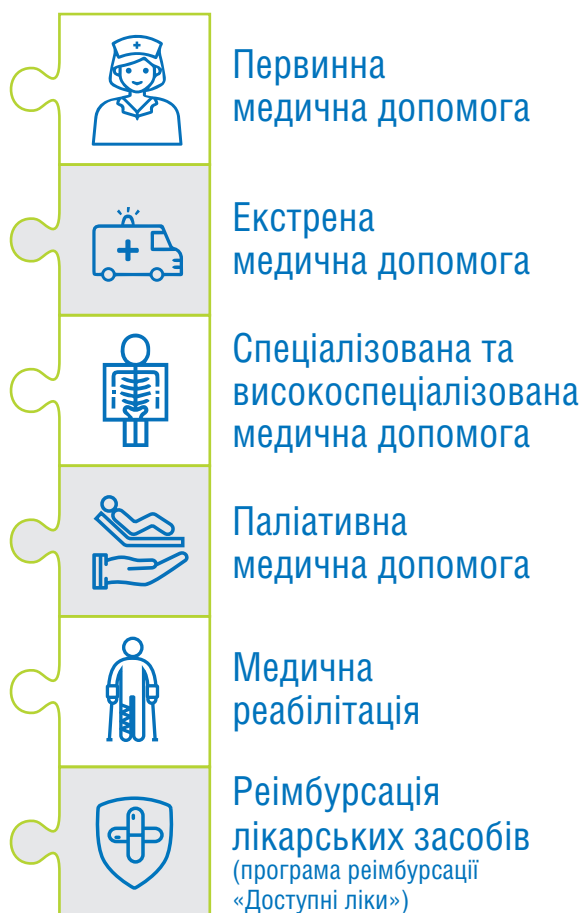 Первинна
медична допомога
Екстрена
медична допомога
Спеціалізована та
високоспеціалізована
медична допомога
Паліативна
медична допомога
Медична
реабілітація
Реімбурсація
лікарських засобів
(програма реімбурсації
«Доступні ліки»)